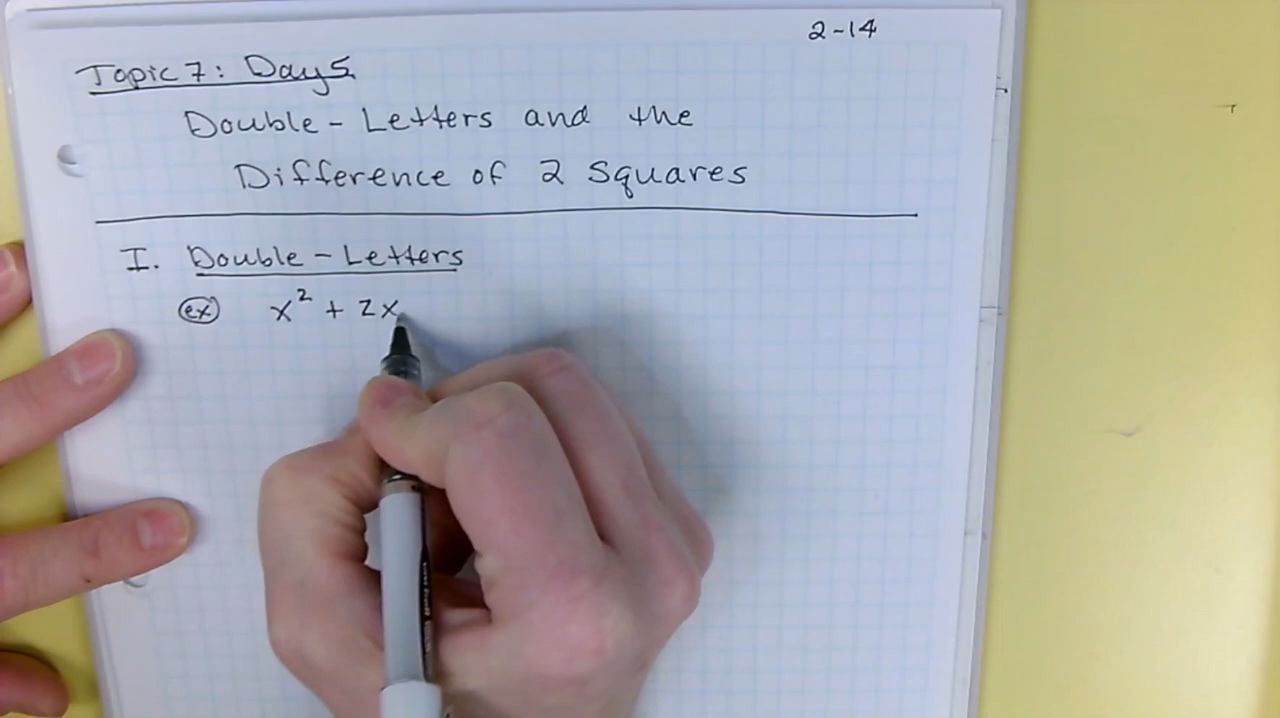 2-14
Topic 7: Day 5
Double-Letters and the
Difference of 2 Squares
I. Double-Letters
ex x² + 2x